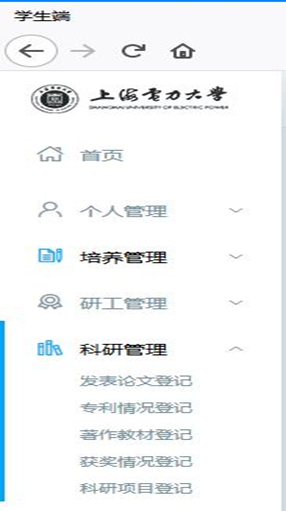 学生端
上海电力大学
SHANGHAI UNIVERSITY OF ELECTRIC POWER
首页
个人管理
培养管理
研工管理
科研管理
发表论文登记
专利情况登记
著作教材登记
获奖情况登记
科研项目登记